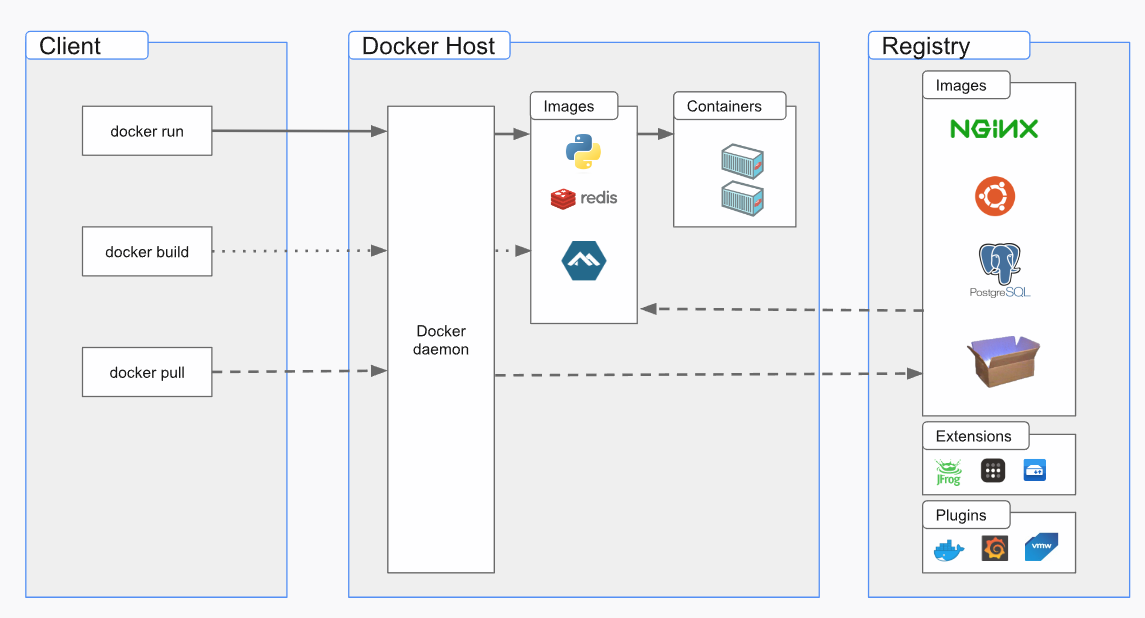 Client
docker run
docker build
docker pull
Docker Host
Docker
daemon
Images
redis
Containers
Registry
Images
NGiNX
PostgreSQL
Extensions
JFrog
Plugins
vmw